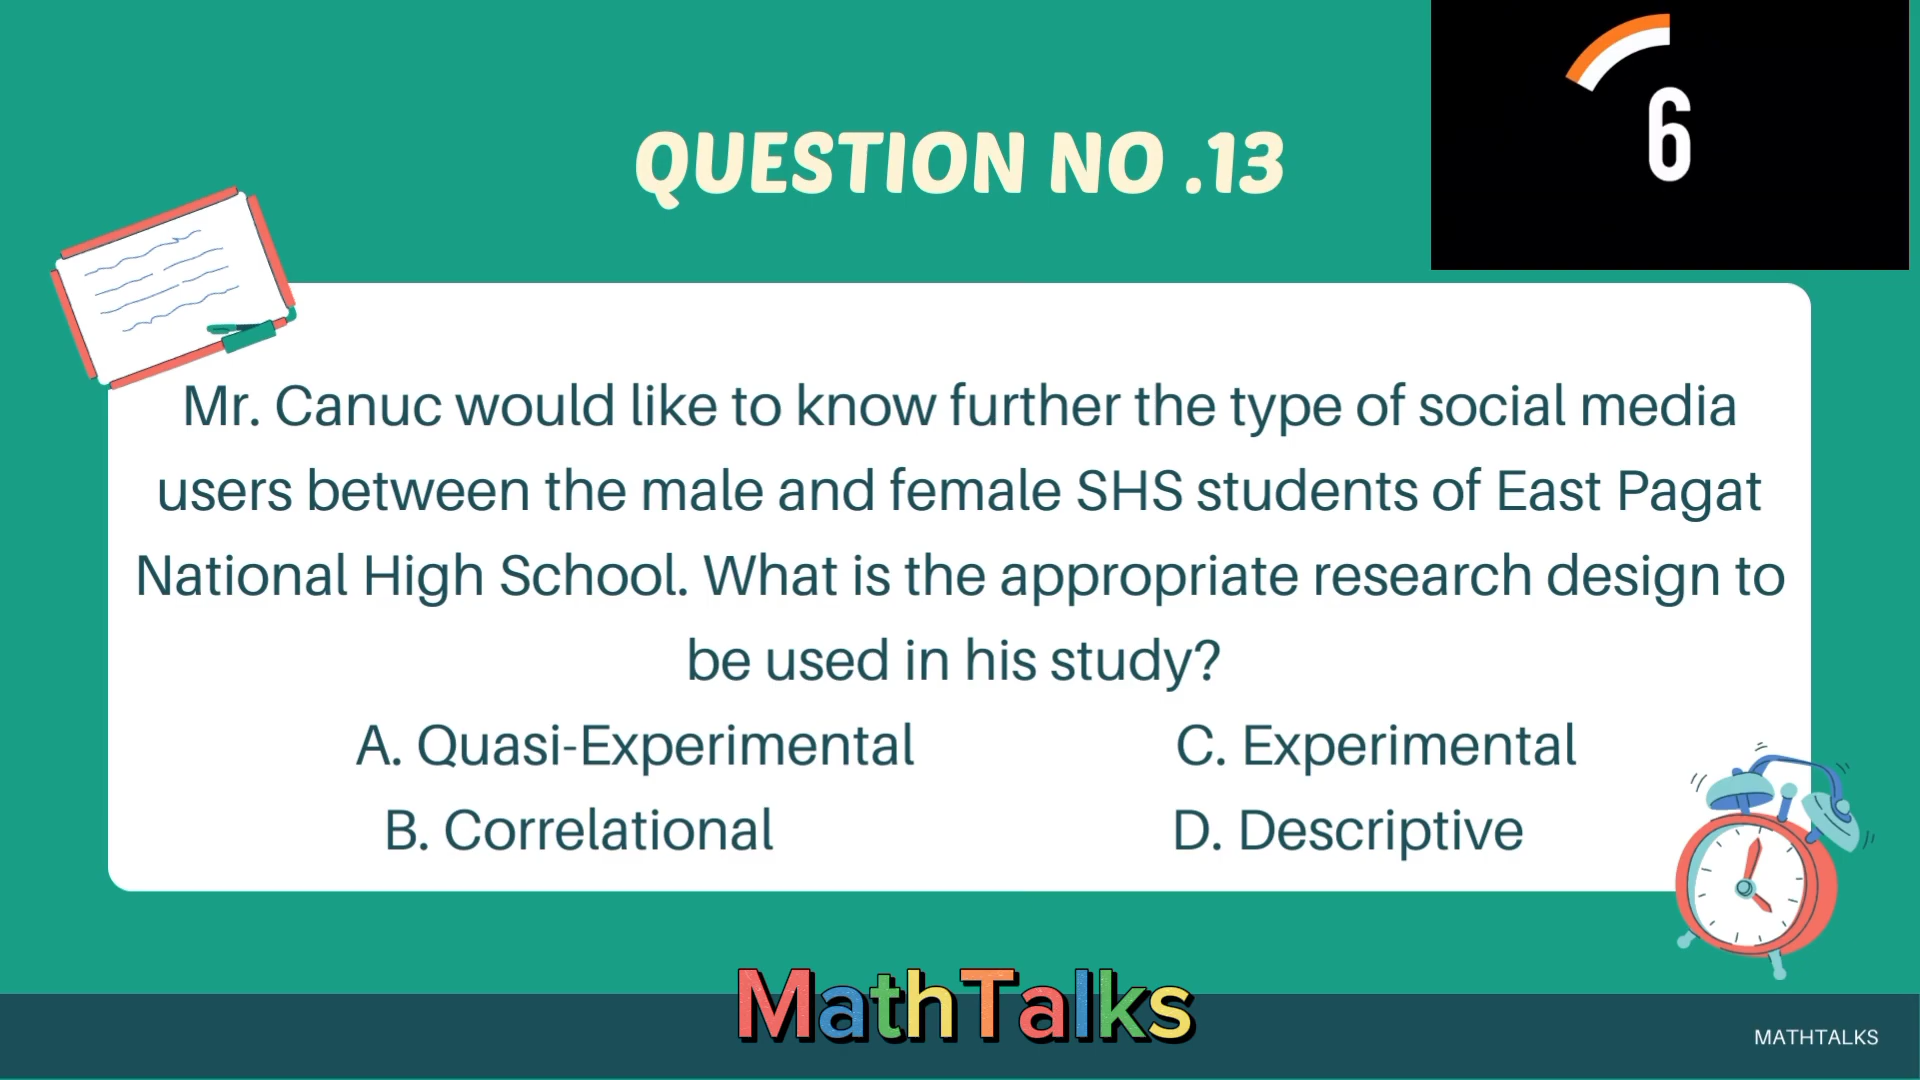 QUESTION NO .13
6
Mr. Canuc would like to know further the type of social media
users between the male and female SHS students of East Pagat
National High School. What is the appropriate research design to
be used in his study?
A. Quasi-Experimental
C. Experimental
B. Correlational
D. Descriptive
MathTalks
MATHTALKS